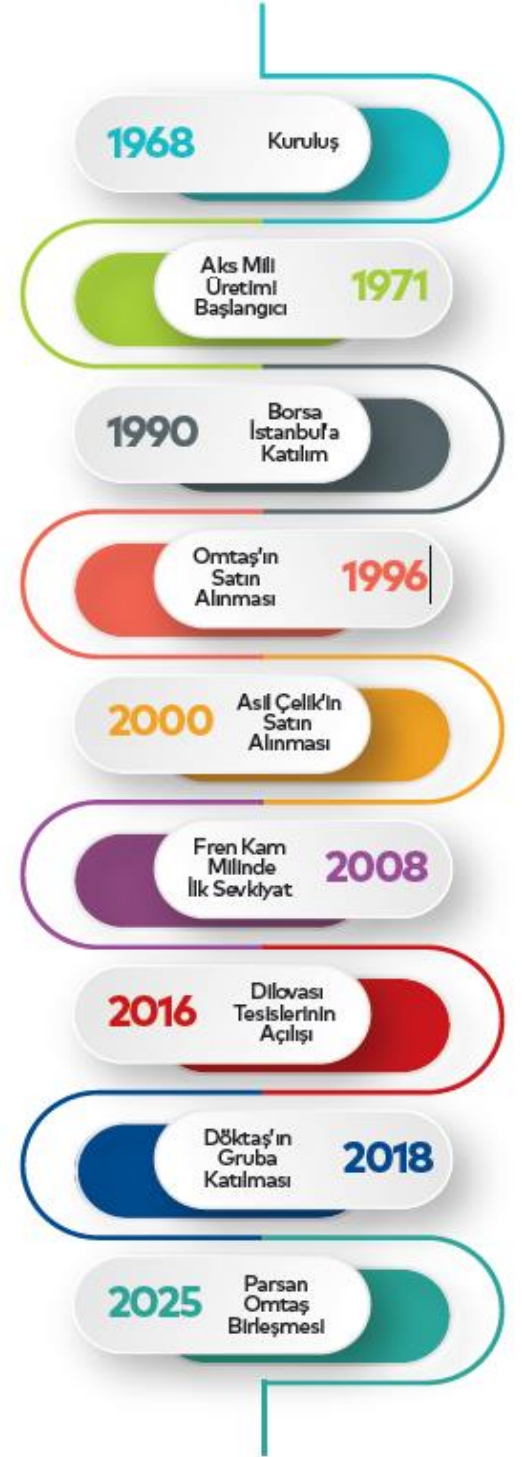 1968
Kuruluş
Aks Mili
Üretimi
Başlangıcı
1971
1990
Borsa
İstanbul'a
Katılım
Omtaş'ın
Satın
Alınması
1996
2000
Asil Çelik'in
Satın
Alınması
Fren Kam
Milinde
İlk Sevkiyat
2008
2016
Dilovası
Tesislerinin
Açılışı
Döktaş'ın
Gruba
Katılması
2018
2025
Parsan
Omtaş
Birleşmesi